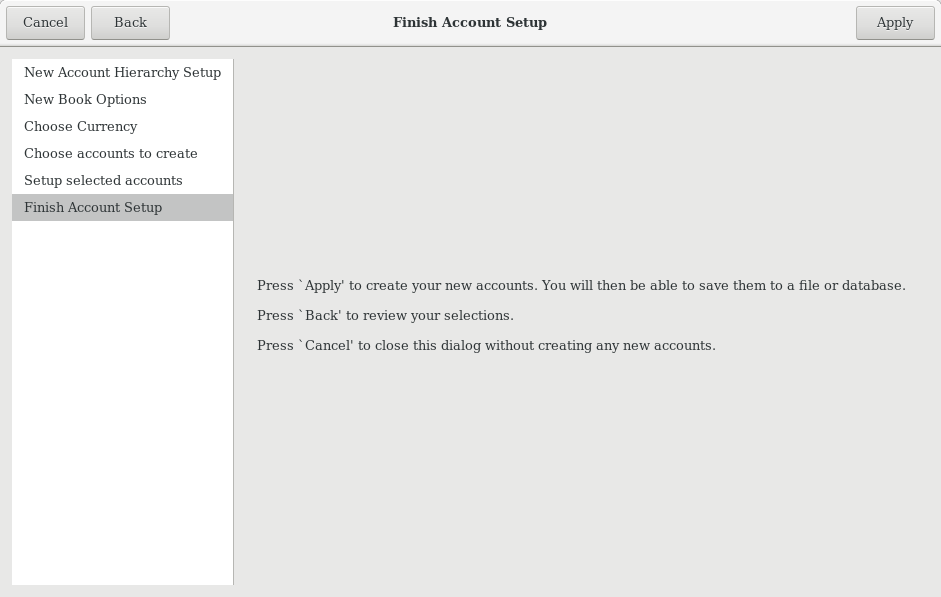 Cancel Back Finish Account Setup Apply
New Account Hierarchy Setup
New Book Options
Choose Currency
Choose accounts to create
Setup selected accounts
Finish Account Setup
Press `Apply' to create your new accounts. You will then be able to save them to a file or database.
Press `Back' to review your selections.
Press `Cancel' to close this dialog without creating any new accounts.